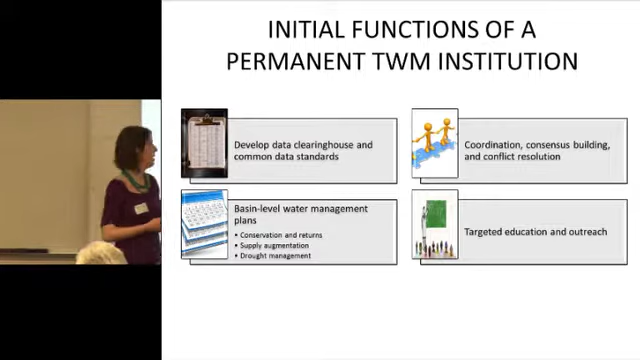 INITIAL FUNCTIONS OF A
PERMANENT TWM INSTITUTION
Develop data clearinghouse and
common data standards
Coordination, consensus building,
and conflict resolution
Basin-level water management
plans
• Conservation and returns
• Supply augmentation
• Drought management
Targeted education and outreach